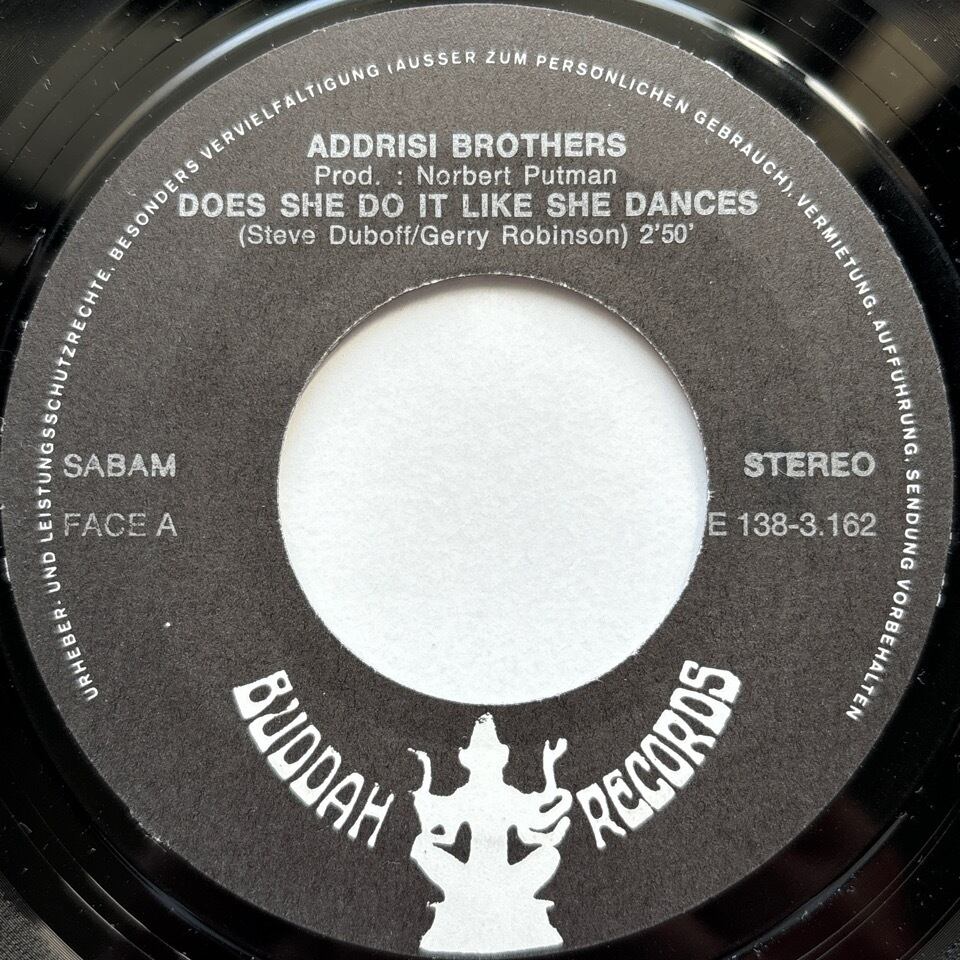 URHEBER- UND LEISTUNGSSCHUTZRECHTE, BESONDERS VERVIELFÄLTIGUNG (AUSSER ZUM PERSÖNLICHEN GEBRAUCH), VERMIETUNG, AUFFÜHRUNG, SENDUNG VORBEHALTEN
ADDRISI BROTHERS
Prod. : Norbert Putman
DOES SHE DO IT LIKE SHE DANCES
(Steve Duboff/Gerry Robinson) 2'50'
SABAM
STEREO
FACE A
E 138-3.162
BUDDAH RECORDS